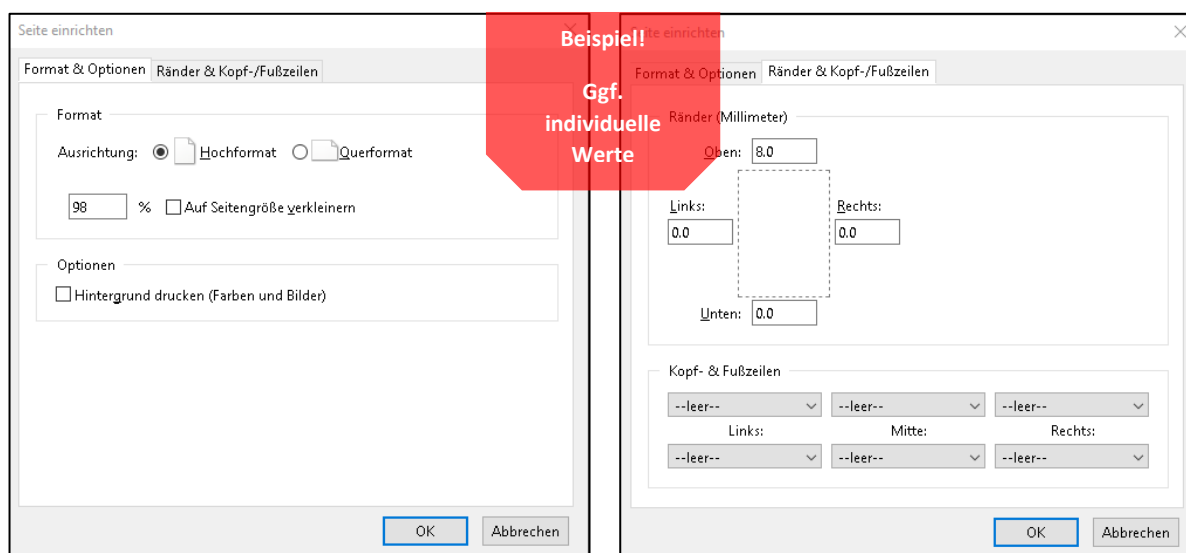 Seite einrichten
Format & Optionen Ränder & Kopf-/Fußzeilen
Format
Ausrichtung: Hochformat Querformat
98 % Auf Seitengröße verkleinern
Optionen
Hintergrund drucken (Farben und Bilder)
OK Abbrechen
Beispiel!
Ggf.
individuelle
Werte
Seite einrichten
Format & Optionen Ränder & Kopf-/Fußzeilen
Ränder (Millimeter)
Oben: 8.0
Links: Rechts:
0.0 0.0
Unten: 0.0
Kopf- & Fußzeilen
--leer-- --leer-- --leer--
Links: Mitte: Rechts:
--leer-- --leer-- --leer--
OK Abbrechen